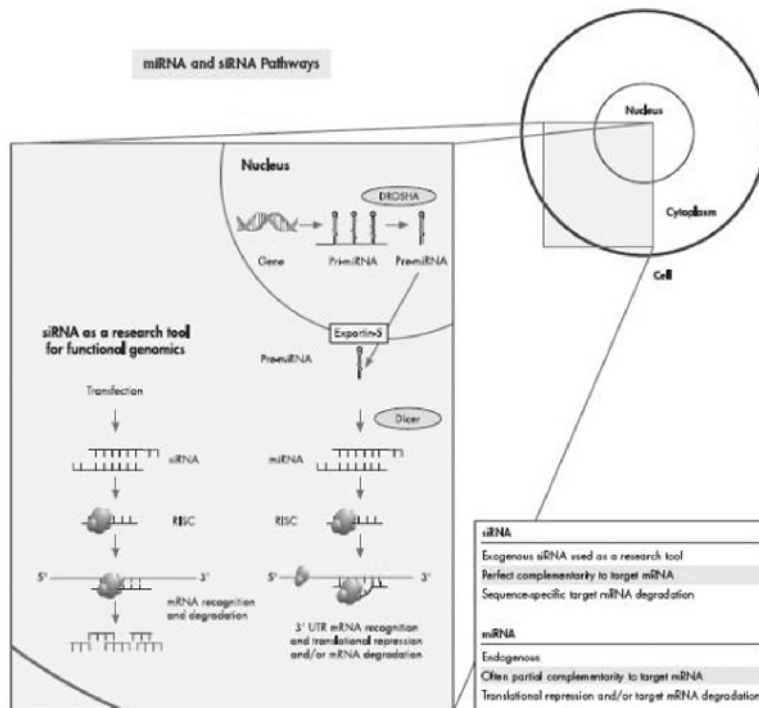 miRNA and siRNA Pathways
Nucleus
Cytoplasm
Cell
Nucleus
DROSHA
Gene
Pri-miRNA
Pre-miRNA
Exportin-5
Pre-miRNA
siRNA as a research tool
for functional genomics
Transfection
Dicer
siRNA
miRNA
RISC
RISC
5'
3'
5'
3'
mRNA recognition
and degradation
3' UTR mRNA recognition
and translational repression
and/or mRNA degradation
siRNA
Exogenous siRNA used as a research tool
Perfect complementarity to target mRNA
Sequence-specific target mRNA degradation
miRNA
Endogenous
Often partial complementarity to target mRNA
Translational repression and/or target mRNA degradation